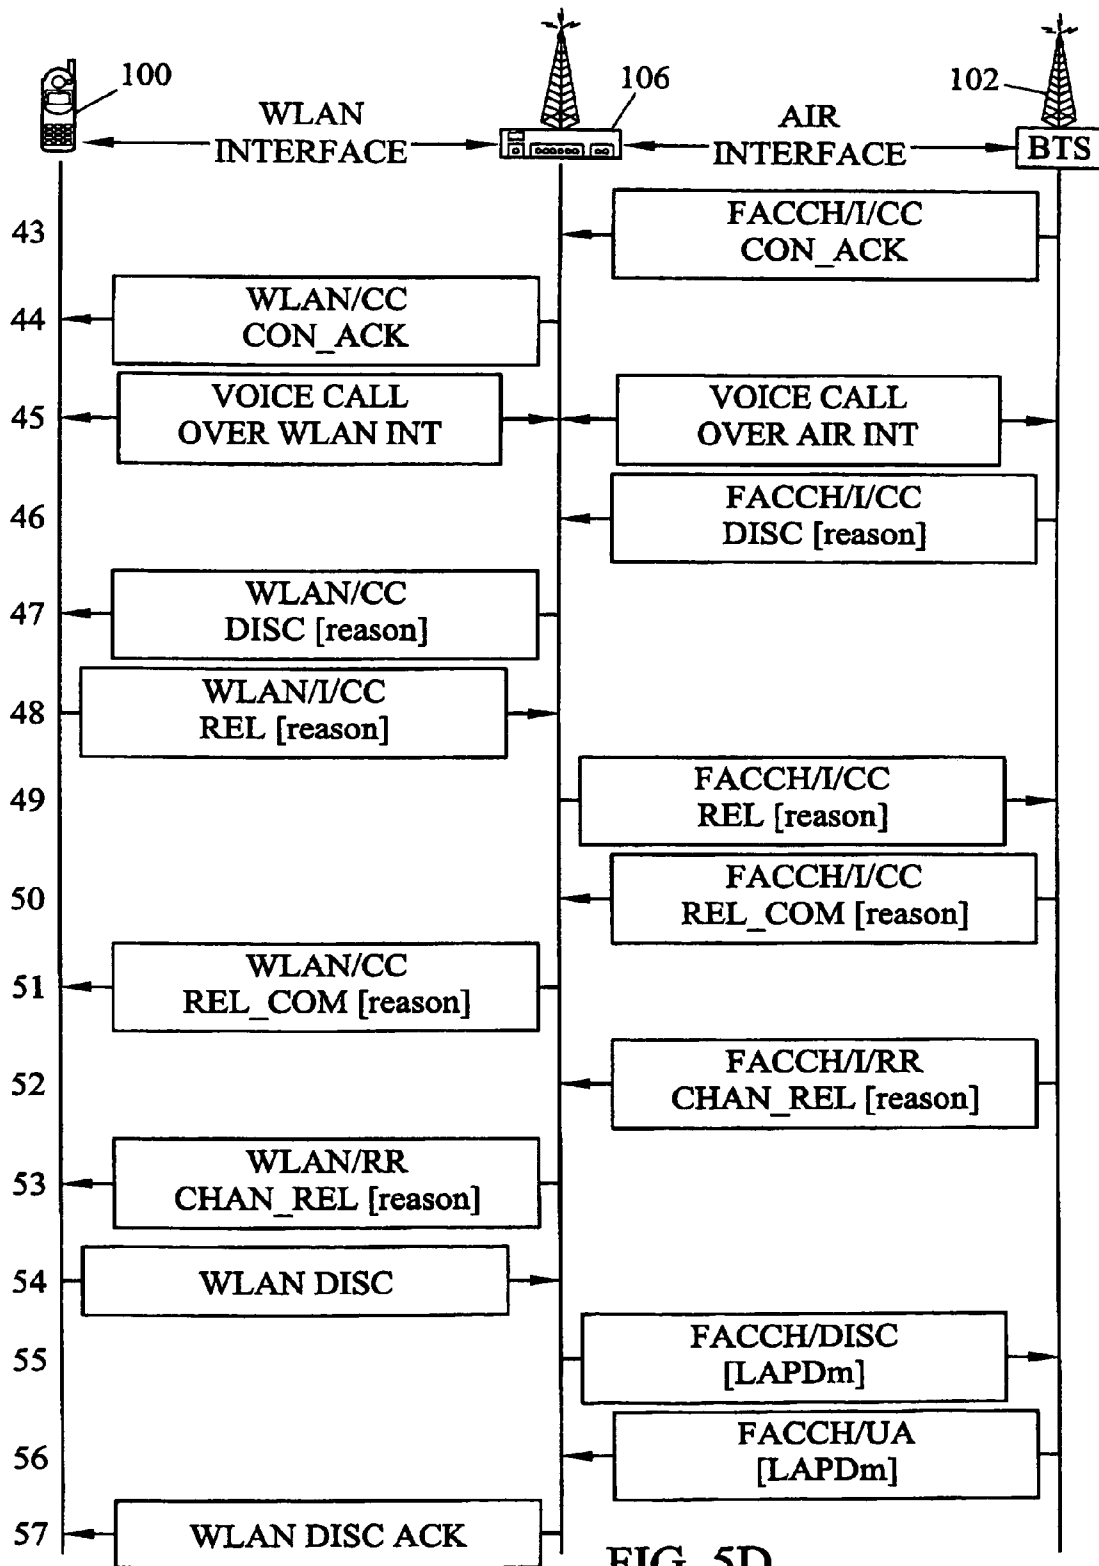 100
106
102
WLAN
INTERFACE
AIR
INTERFACE
BTS
43
FACCH/I/CC
CON_ACK
44
WLAN/CC
CON_ACK
45
VOICE CALL
OVER WLAN INT
VOICE CALL
OVER AIR INT
46
FACCH/I/CC
DISC [reason]
47
WLAN/CC
DISC [reason]
48
WLAN/I/CC
REL [reason]
49
FACCH/I/CC
REL [reason]
50
FACCH/I/CC
REL_COM [reason]
51
WLAN/CC
REL_COM [reason]
52
FACCH/I/RR
CHAN_REL [reason]
53
WLAN/RR
CHAN_REL [reason]
54
WLAN DISC
55
FACCH/DISC
[LAPDm]
56
FACCH/UA
[LAPDm]
57
WLAN DISC ACK
FIG. 5D